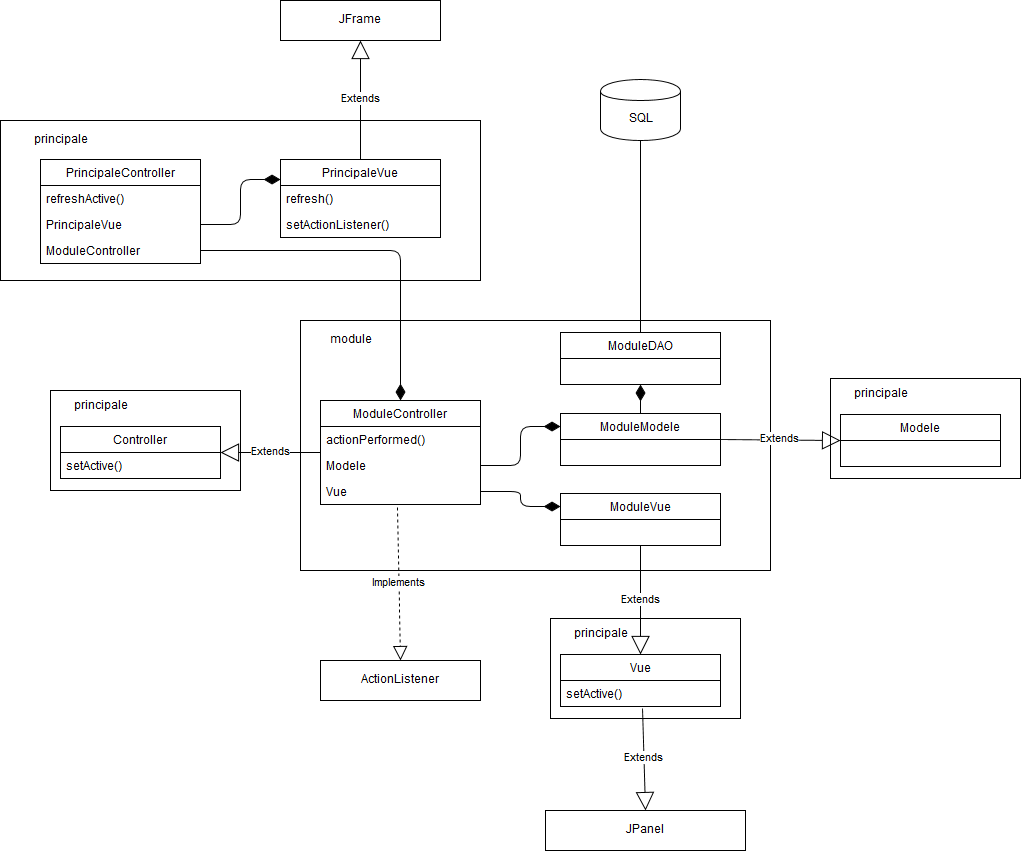 JFrame
Extends
SQL
principale
PrincipaleController
refreshActive()
PrincipaleVue
ModuleController
PrincipaleVue
refresh()
setActionListener()
module
ModuleDAO
principale
Controller
setActive()
Extends
ModuleController
actionPerformed()
Modele
Vue
ModuleModele
Extends
principale
Modele
ModuleVue
Implements
ActionListener
Extends
principale
Vue
setActive()
Extends
JPanel